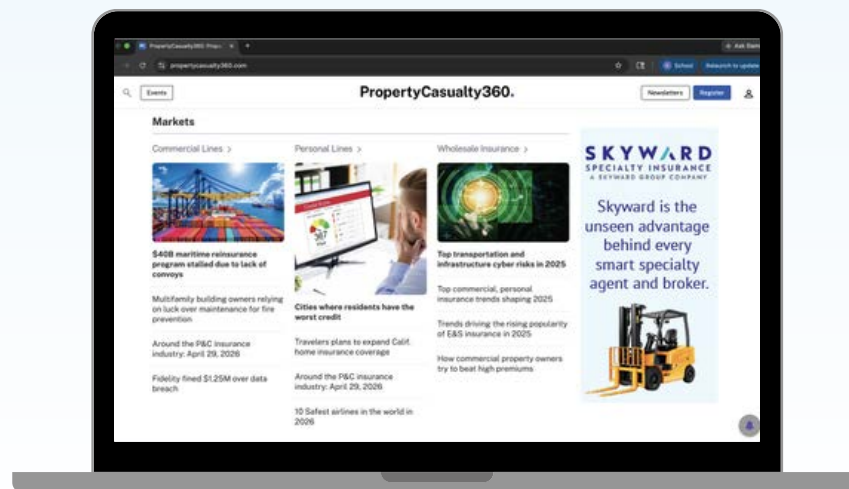 PropertyCasualty360: Prop
Ask
propertycasualty360.com
School
Relaunch to update
Events
PropertyCasualty360.
Newsletters
Register
Markets
Commercial Lines >
Personal Lines >
Wholesale Insurance >
$40B maritime reinsurance
program stalled due to lack of
convoys
Multifamily building owners relying
on luck over maintenance for fire
prevention
Around the P&C insurance
industry: April 29, 2026
Fidelity fined $1.25M over data
breach
Cities where residents have the
worst credit
Travelers plans to expand Calif.
home insurance coverage
Around the P&C insurance
industry: April 29, 2026
10 Safest airlines in the world in
2026
Top transportation and
infrastructure cyber risks in 2025
Top commercial, personal
insurance trends shaping 2025
Trends driving the rising popularity
of E&S insurance in 2025
How commercial property owners
try to beat high premiums
SKYWARD
SPECIALTY INSURANCE
A SKYWARD GROUP COMPANY
Skyward is the
unseen advantage
behind every
smart specialty
agent and broker.